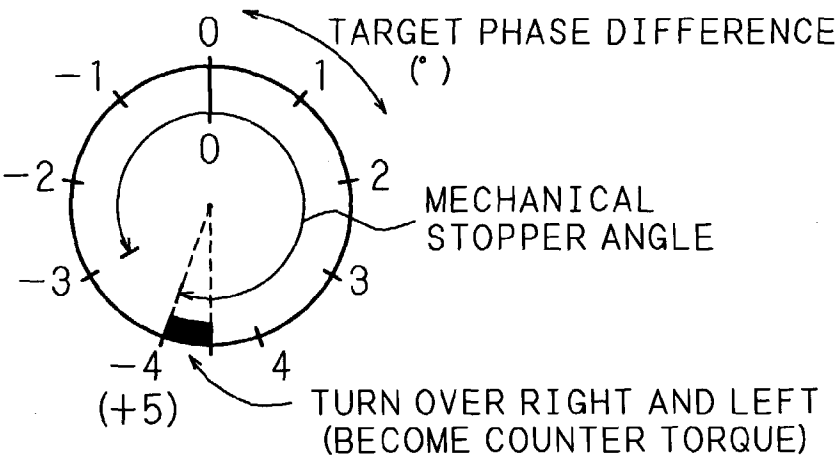 0
TARGET PHASE DIFFERENCE
(°)
-1
1
0
-2
2
MECHANICAL
STOPPER ANGLE
-3
3
-4
4
(+5)
TURN OVER RIGHT AND LEFT
(BECOME COUNTER TORQUE)